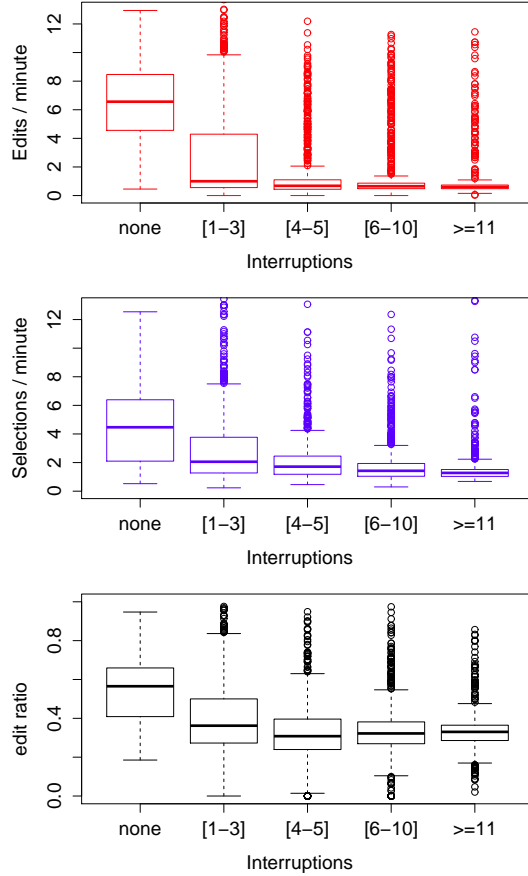 Edits / minute
12
8
6
4
2
0
none [1−3] [4−5] [6−10] >=11
Interruptions
Selections / minute
12
8
6
4
2
0
none [1−3] [4−5] [6−10] >=11
Interruptions
edit ratio
0.8
0.4
0.0
none [1−3] [4−5] [6−10] >=11
Interruptions